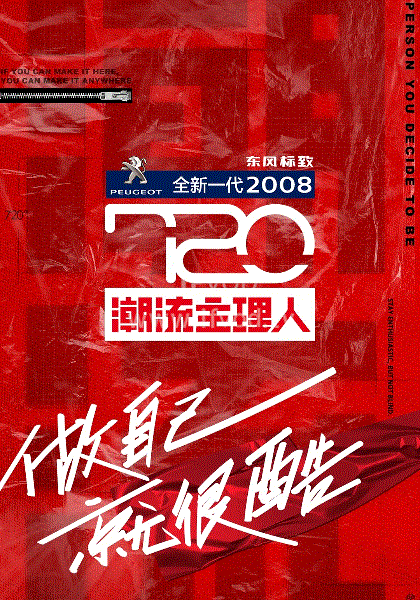 IF YOU CAN MAKE IT HERE,
YOU CAN MAKE IT ANYWHERE
PERSON YOU DECIDE TO BE
东风标致
PEUGEOT 全新一代2008
720
720
潮流主理人
做自己
就很酷